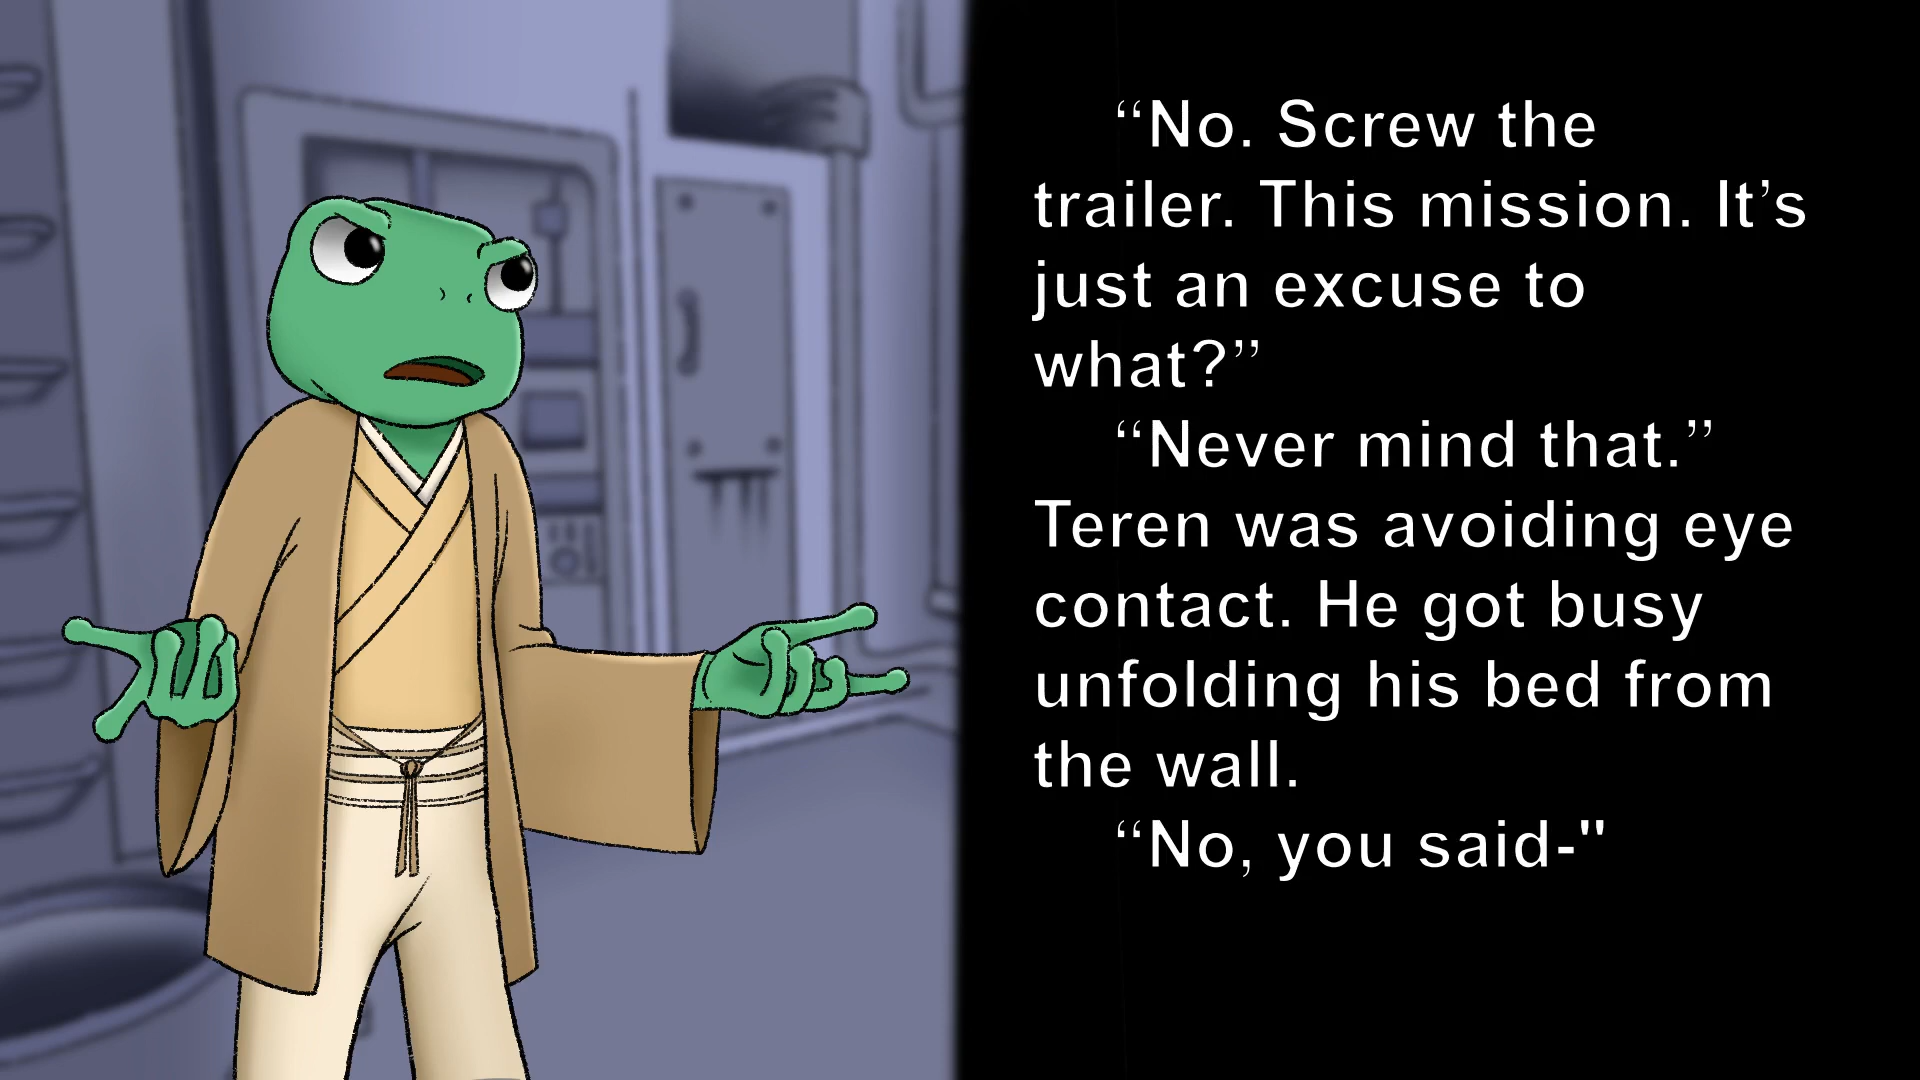 “No. Screw the
trailer. This mission. It’s
just an excuse to
what?”
“Never mind that.”
Teren was avoiding eye
contact. He got busy
unfolding his bed from
the wall.
“No, you said-"